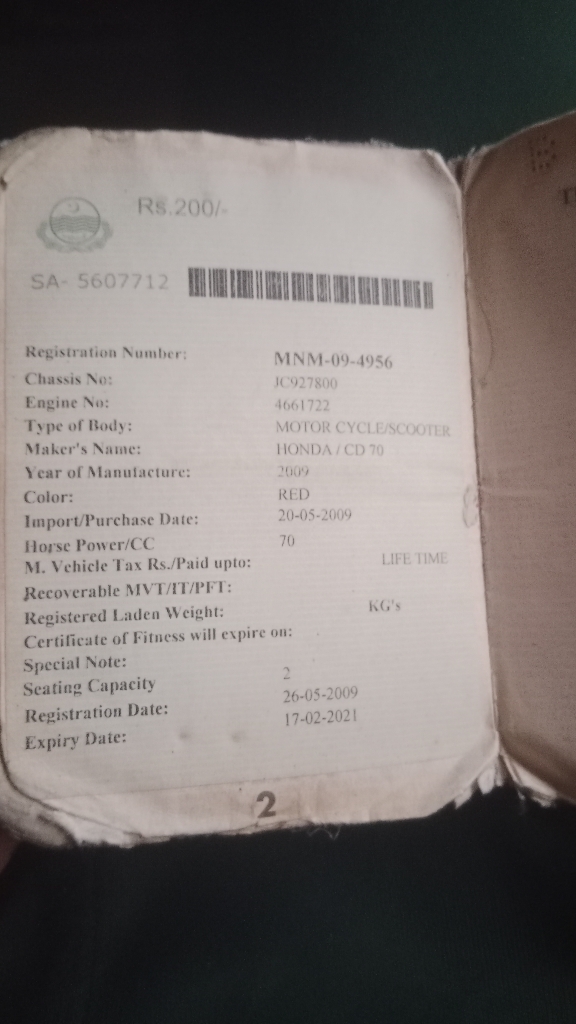 Rs.200/-
SA- 5607712
Registration Number: MNM-09-4956
Chassis No: JC927800
Engine No: 4661722
Type of Body: MOTOR CYCLE/SCOOTER
Maker's Name: HONDA / CD 70
Year of Manufacture: 2009
Color: RED
Import/Purchase Date: 20-05-2009
Horse Power/CC 70
M. Vehicle Tax Rs./Paid upto: LIFE TIME
Recoverable MVT/IT/PFT:
Registered Laden Weight: KG's
Certificate of Fitness will expire on:
Special Note:
Seating Capacity 2
Registration Date: 26-05-2009
Expiry Date: 17-02-2021
2